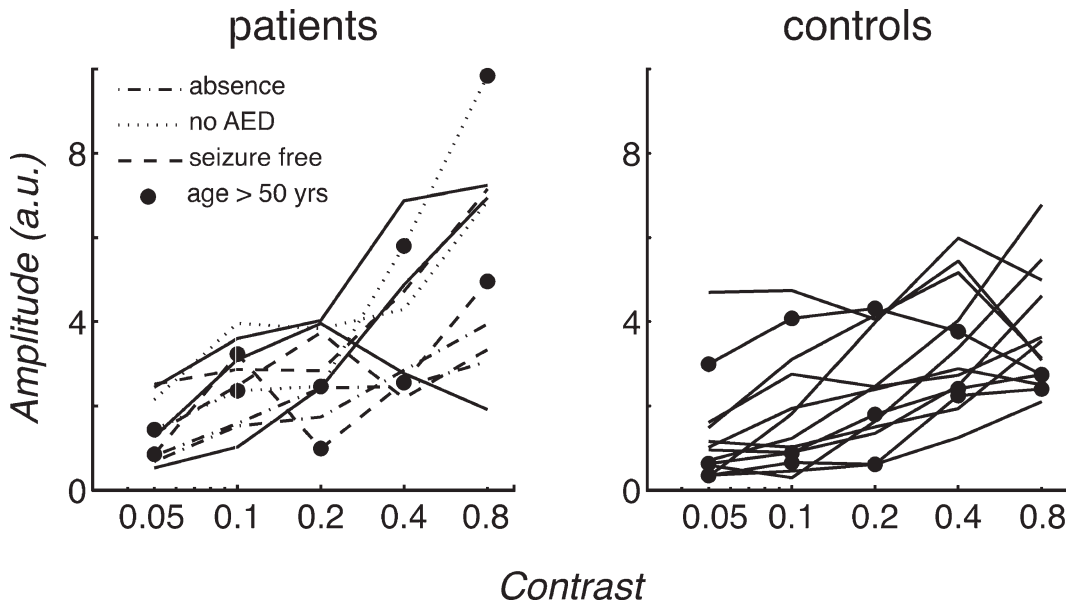 patients
controls
absence
no AED
seizure free
age > 50 yrs
Amplitude (a.u.)
8
4
0
0.05 0.1 0.2 0.4 0.8
8
4
0
0.05 0.1 0.2 0.4 0.8
Contrast